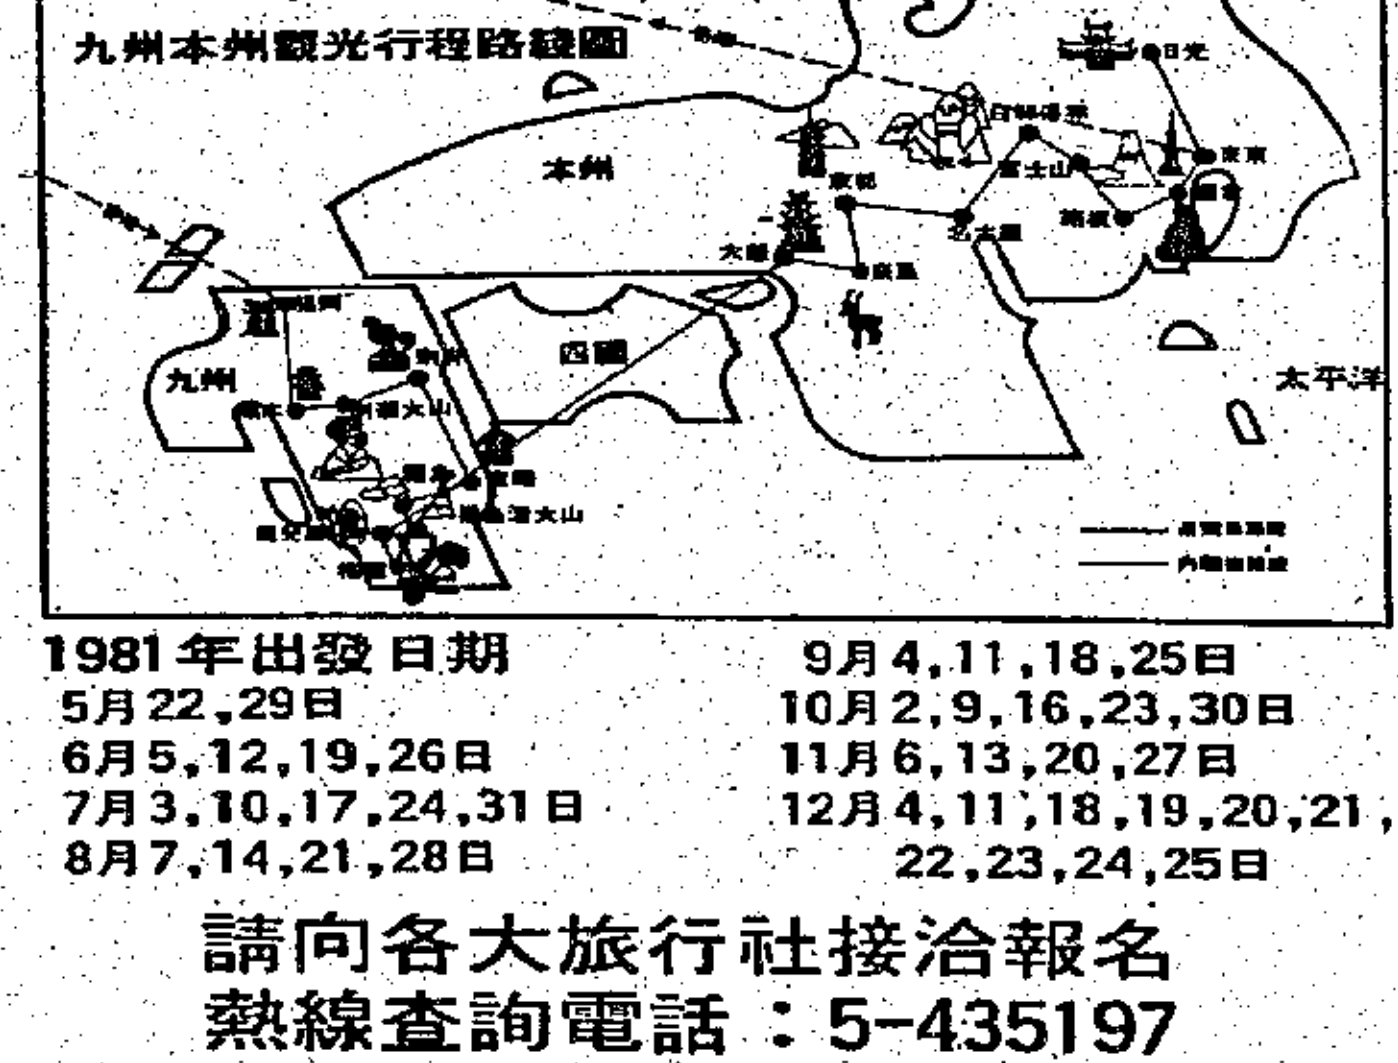 九州本州觀光行程路綫圖
日光
本州
東京
富士山
京都
箱根
名古屋
大阪
奈良
福岡
四國
九州
太平洋
1981年出發日期
5月22,29日
6月5,12,19,26日
7月3,10,17,24,31日
8月7,14,21,28日
9月4,11,18,25日
10月2,9,16,23,30日
11月6,13,20,27日
12月4,11,18,19,20,21,
22,23,24,25日
請向各大旅行社接洽報名
熱線查詢電話：5-435197